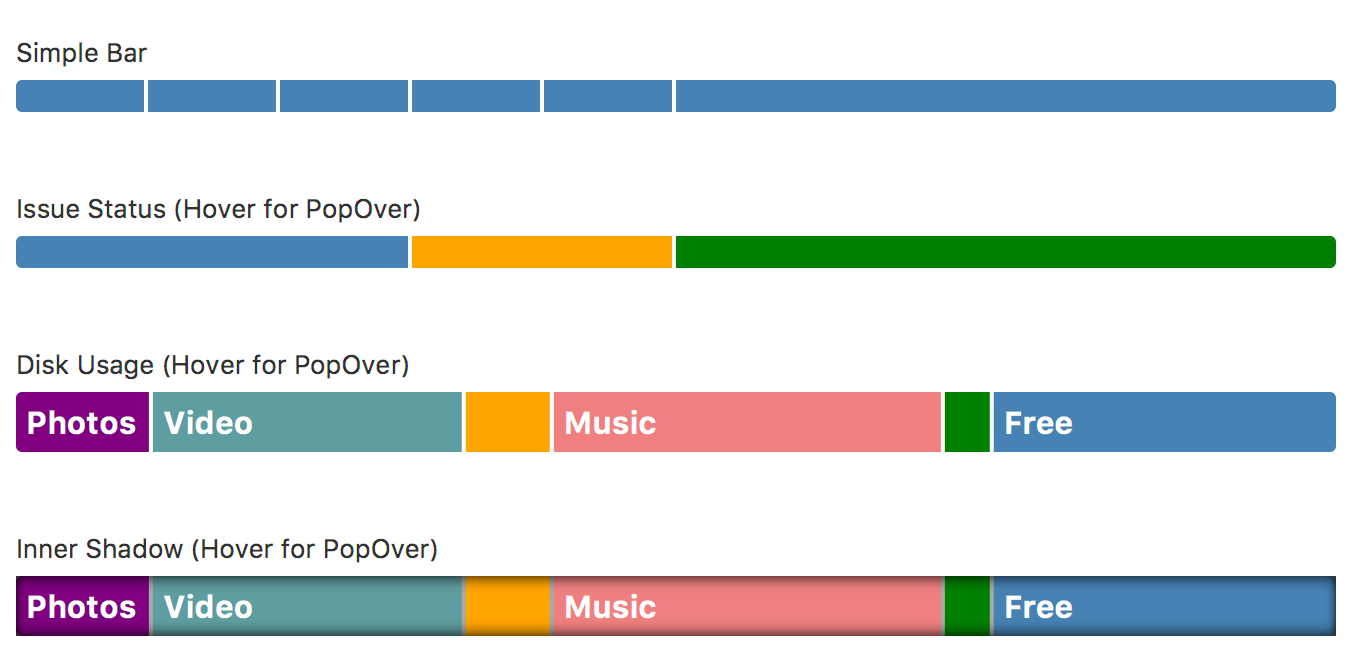 Simple Bar
Issue Status (Hover for PopOver)
Disk Usage (Hover for PopOver)
Photos Video Music Free
Inner Shadow (Hover for PopOver)
Photos Video Music Free